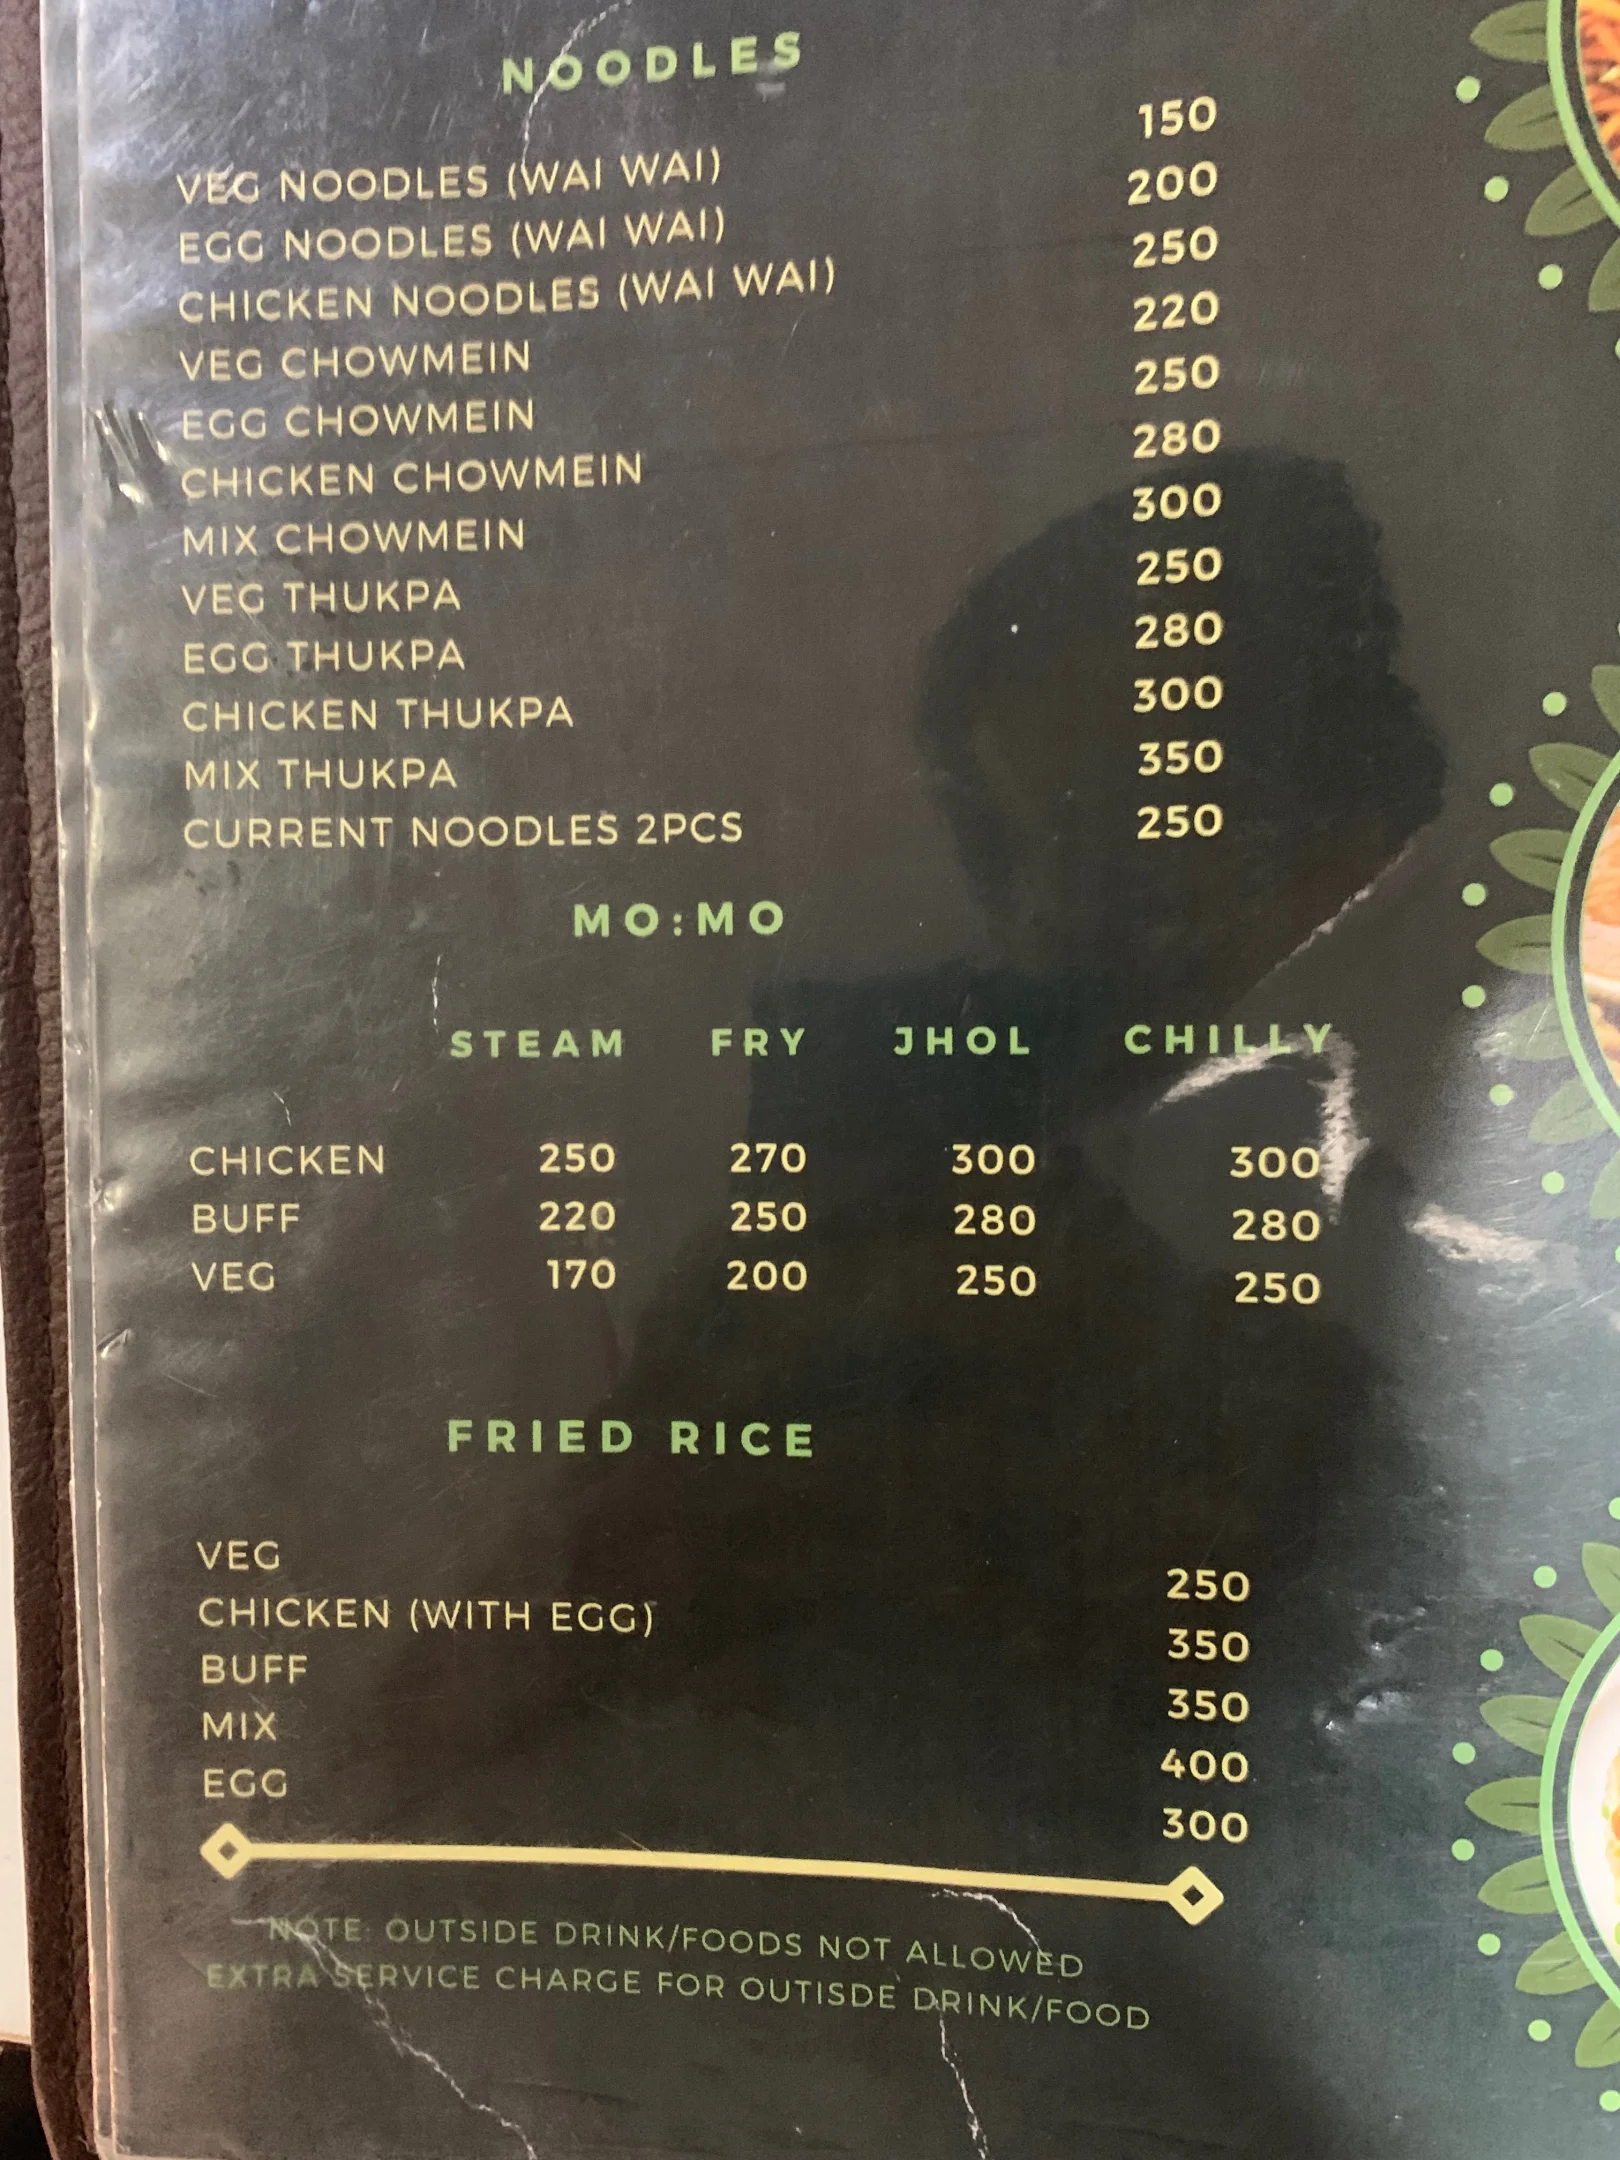 NOODLES
VEG NOODLES (WAI WAI) 150
EGG NOODLES (WAI WAI) 200
CHICKEN NOODLES (WAI WAI) 250
VEG CHOWMEIN 220
EGG CHOWMEIN 250
CHICKEN CHOWMEIN 280
MIX CHOWMEIN 300
VEG THUKPA 250
EGG THUKPA 280
CHICKEN THUKPA 300
MIX THUKPA 350
CURRENT NOODLES 2PCS 250
MO:MO
STEAM FRY JHOL CHILLY
CHICKEN 250 270 300 300
BUFF 220 250 280 280
VEG 170 200 250 250
FRIED RICE
VEG 250
CHICKEN (WITH EGG) 350
BUFF 350
MIX 400
EGG 300
NOTE: OUTSIDE DRINK/FOODS NOT ALLOWED
EXTRA SERVICE CHARGE FOR OUTISDE DRINK/FOOD